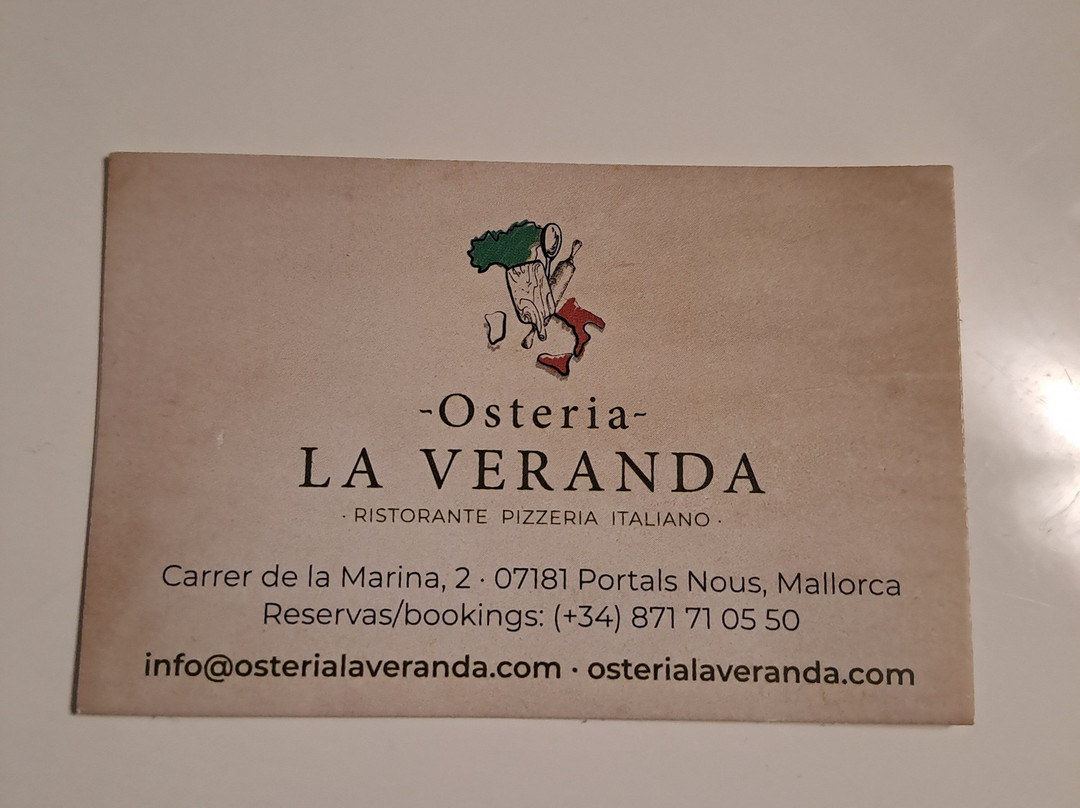 -Osteria-
LA VERANDA
· RISTORANTE PIZZERIA ITALIANO ·
Carrer de la Marina, 2 · 07181 Portals Nous, Mallorca
Reservas/bookings: (+34) 871 71 05 50
info@osterialaveranda.com · osterialaveranda.com